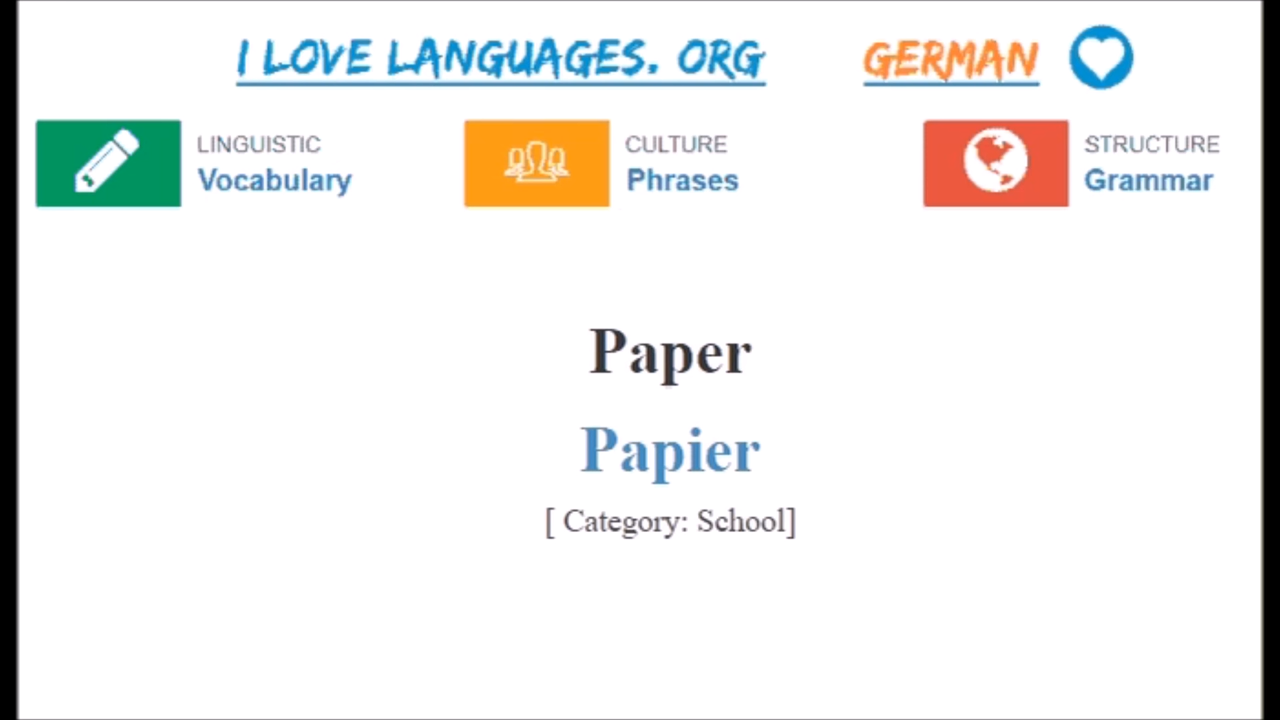 I LOVE LANGUAGES. ORG GERMAN
LINGUISTIC CULTURE STRUCTURE
Vocabulary Phrases Grammar
Paper
Papier
[ Category: School]